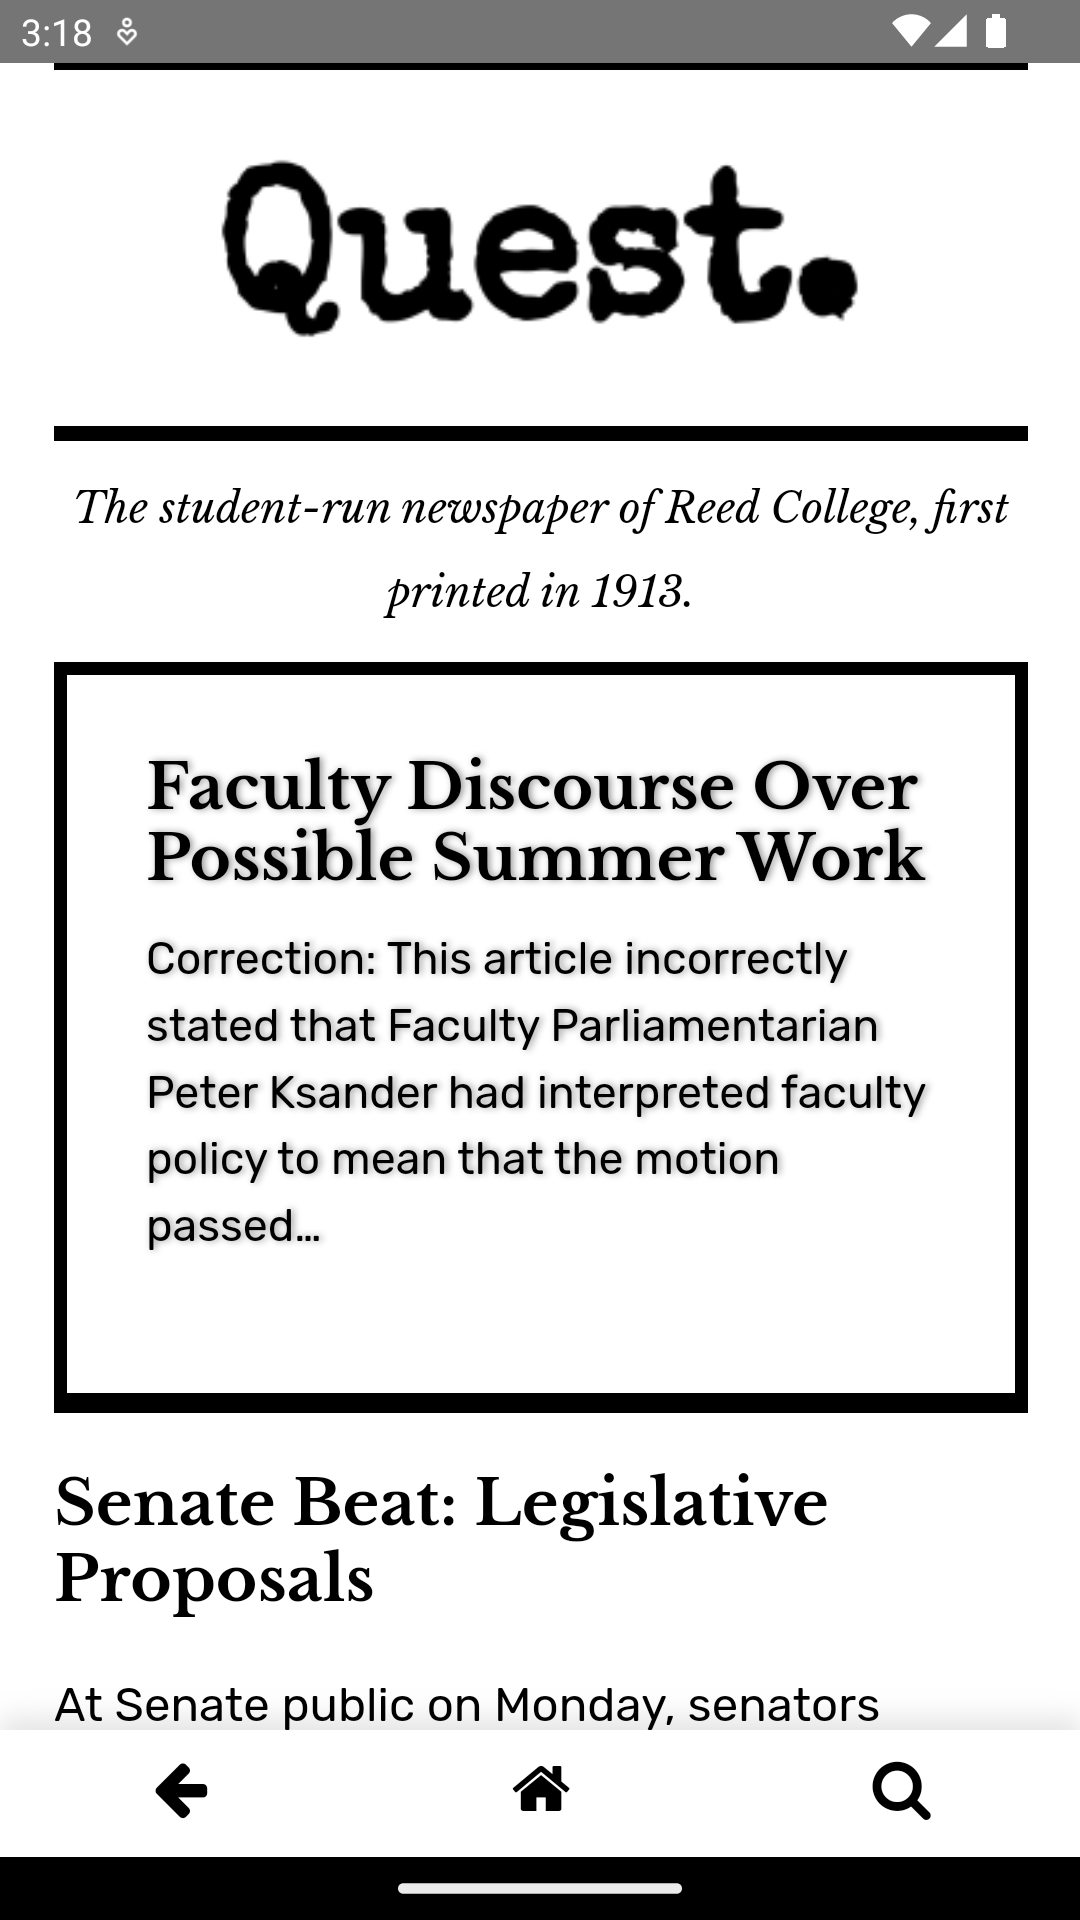 3:18
Quest.
The student-run newspaper of Reed College, first
printed in 1913.
Faculty Discourse Over
Possible Summer Work
Correction: This article incorrectly
stated that Faculty Parliamentarian
Peter Ksander had interpreted faculty
policy to mean that the motion
passed…
Senate Beat: Legislative
Proposals
At Senate public on Monday, senators